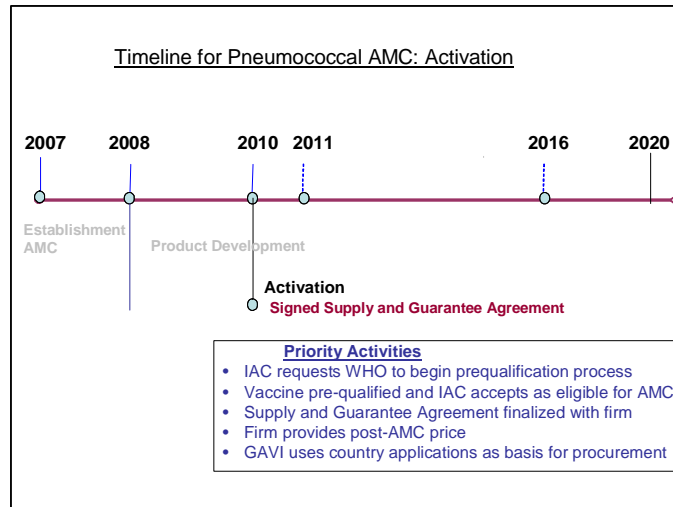 Timeline for Pneumococcal AMC: Activation
2007 2008 2010 2011 2016 2020
Establishment
AMC
Product Development
Activation
Signed Supply and Guarantee Agreement
Priority Activities
• IAC requests WHO to begin prequalification process
• Vaccine pre-qualified and IAC accepts as eligible for AMC
• Supply and Guarantee Agreement finalized with firm
• Firm provides post-AMC price
• GAVI uses country applications as basis for procurement